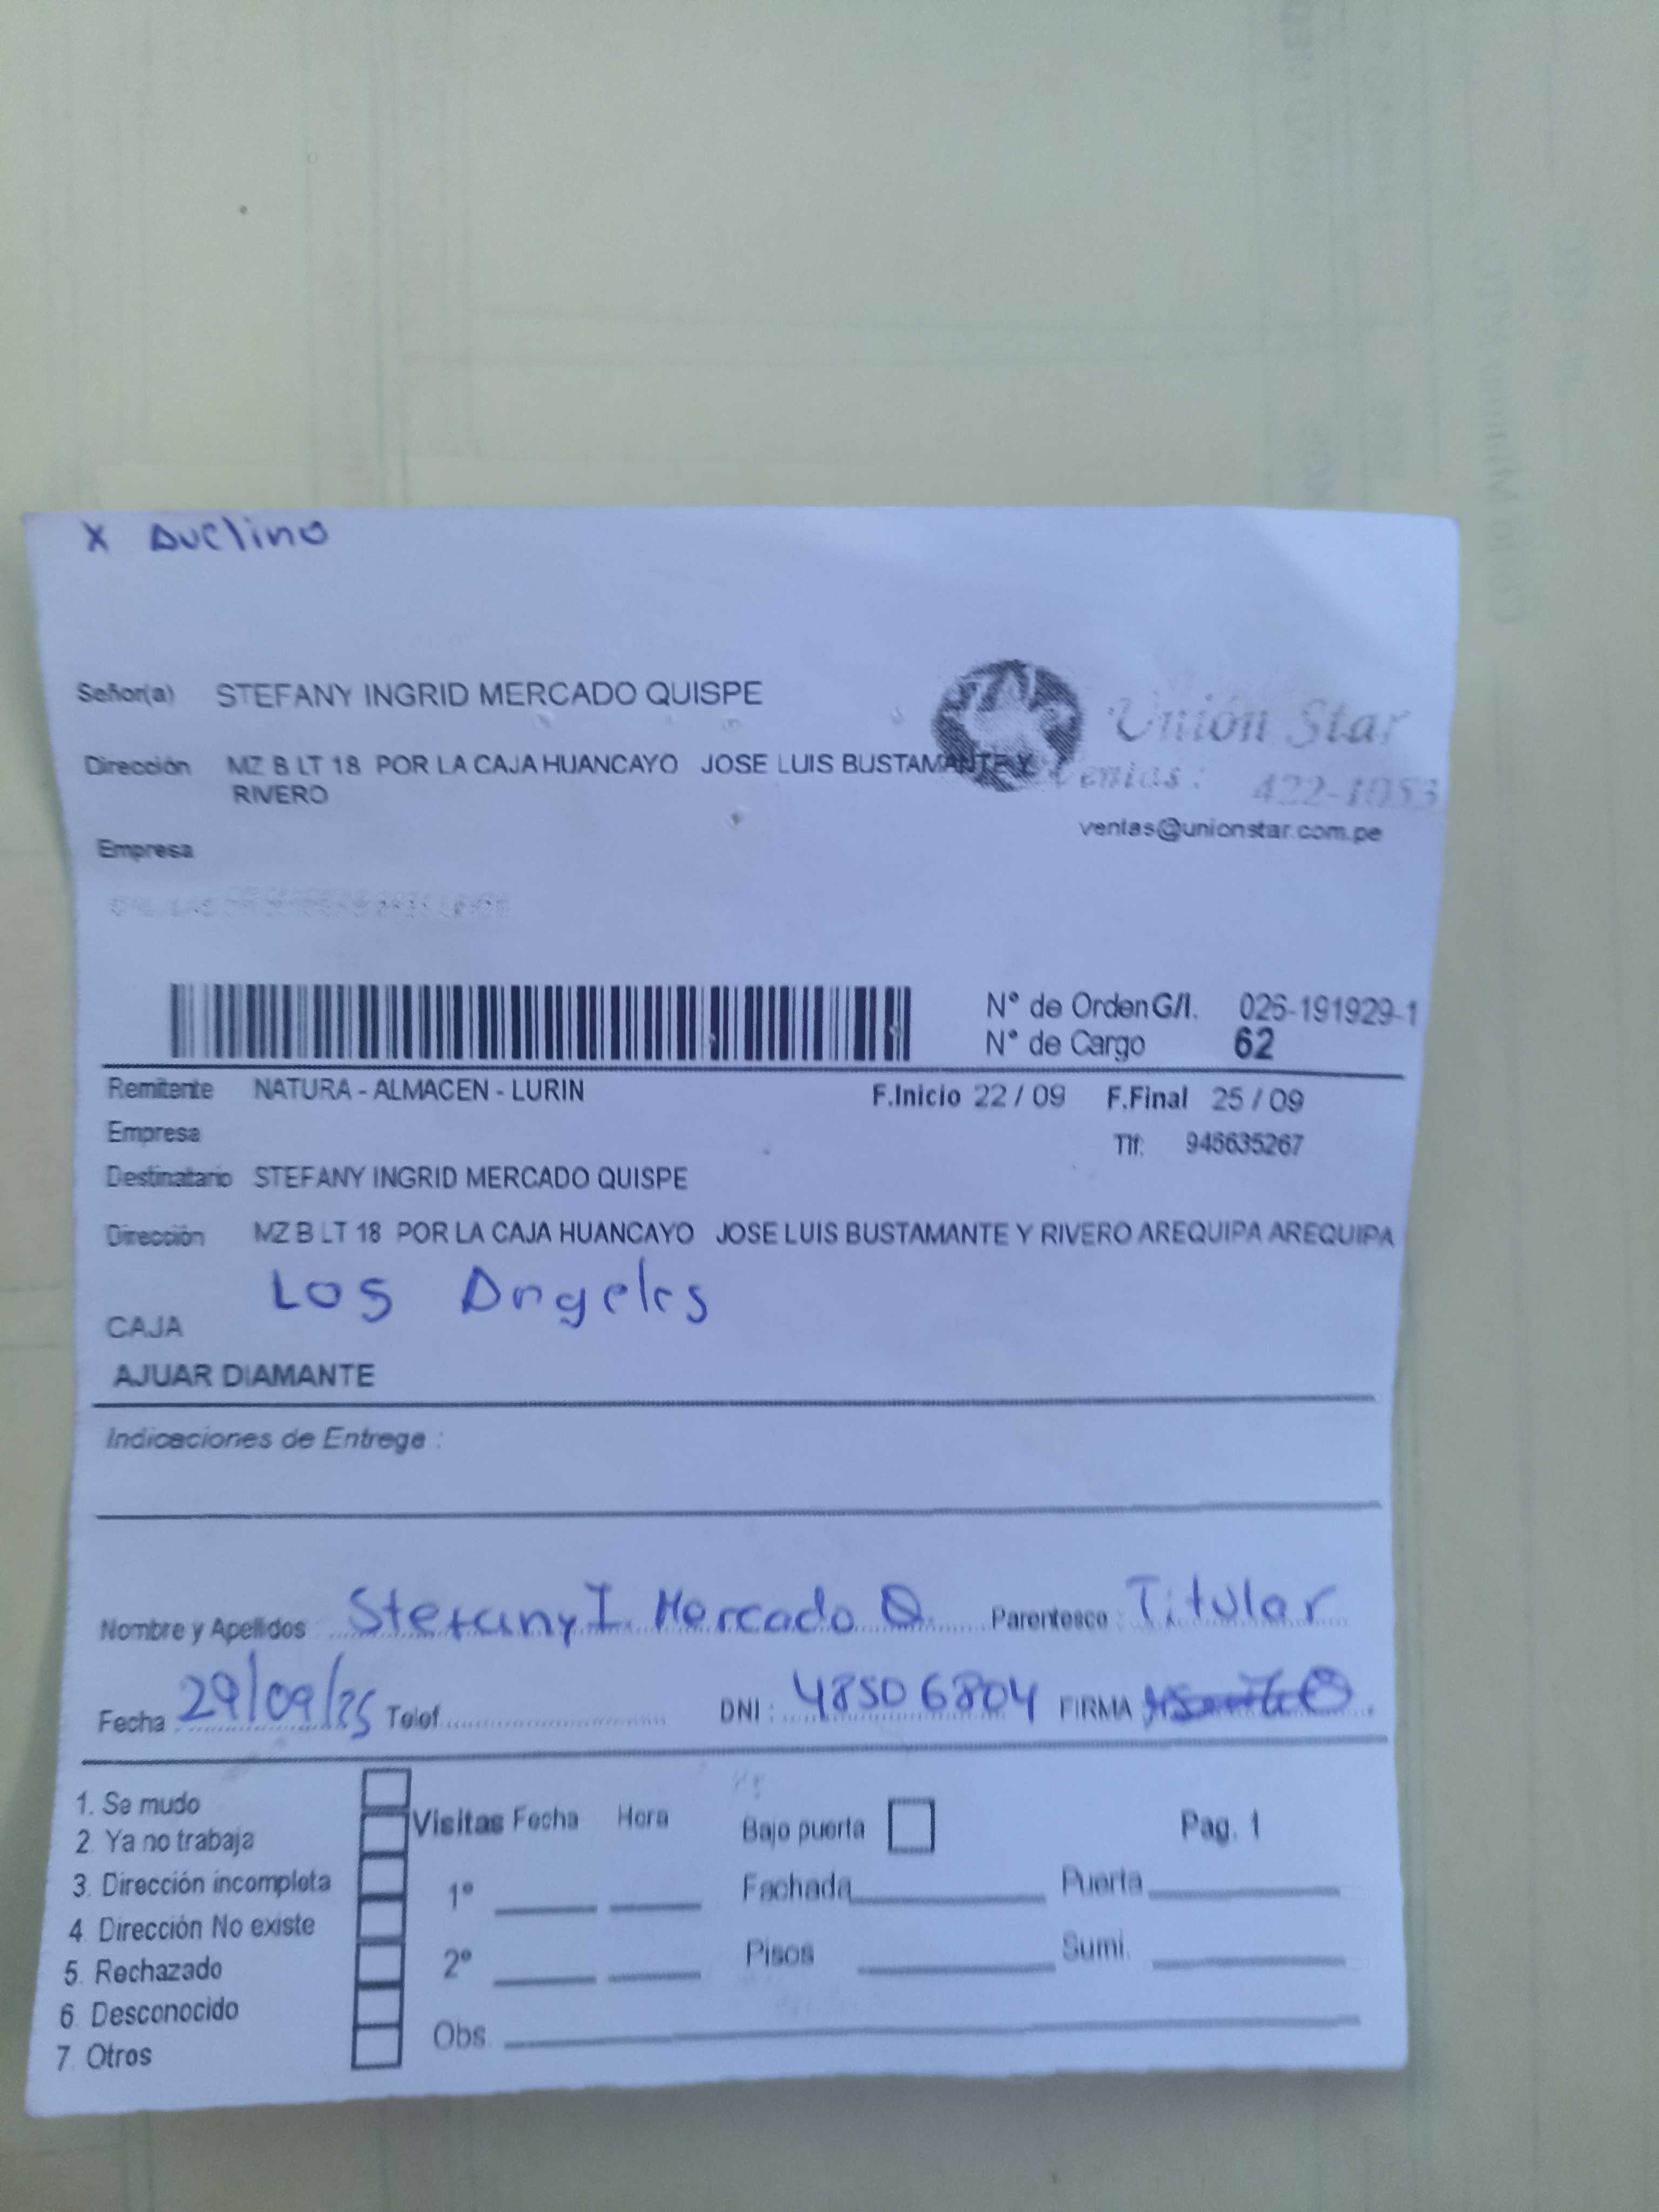 X Avelino
Señor(a) STEFANY INGRID MERCADO QUISPE
Unión Star
Dirección MZ B LT 18 POR LA CAJA HUANCAYO JOSE LUIS BUSTAMANTE Y
RIVERO
Ventas: 422-1053
ventas@unionstar.com.pe
Empresa
N° de Orden G/I. 026-191929-1
N° de Cargo 62
Remitente NATURA - ALMACEN - LURIN F.Inicio 22 / 09 F.Final 25 / 09
Empresa Tlf: 946635267
Destinatario STEFANY INGRID MERCADO QUISPE
Dirección MZ B LT 18 POR LA CAJA HUANCAYO JOSE LUIS BUSTAMANTE Y RIVERO AREQUIPA AREQUIPA
Los Angeles
CAJA
AJUAR DIAMANTE
Indicaciones de Entrega :
Nombre y Apellidos : Stefany I. Mercado Q. Parentesco : Titular
Fecha 29/09/25 Telef. DNI : 48506804 FIRMA
1. Se mudo
2. Ya no trabaja
3. Dirección incompleta
4. Dirección No existe
5. Rechazado
6. Desconocido
7. Otros
Visitas Fecha Hora
1°
2°
Obs.
Bajo puerta
Fachada
Pisos
Pag. 1
Puerta
Sumi.